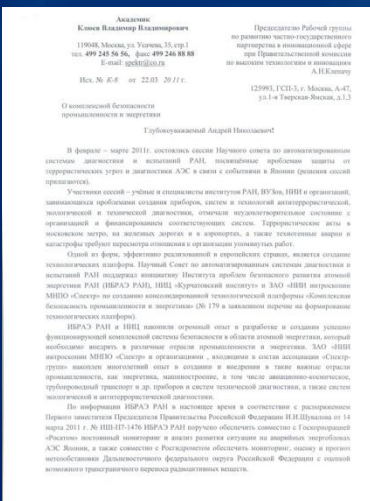 Академик
Клюев Владимир Владимирович
119048, Москва, ул. Усачева, 35, стр.1
тел. 499 245 56 56, факс 499 246 88 88
E-mail: spektr@co.ru
Исх. № К-8 от 22.03 2011г.
Председателю Рабочей группы
по развитию частно-государственного
партнерства в инновационной сфере
при Правительственной комиссии
по высоким технологиям и инновациям
А.Н.Клепачу
125993, ГСП-3, г. Москва, А-47,
ул.1-я Тверская-Ямская, д.1,3
О комплексной безопасности
промышленности и энергетики
Глубокоуважаемый Андрей Николаевич!
В феврале – марте 2011г. состоялись сессии Научного совета по автоматизированным
системам диагностики и испытаний РАН, посвящённые проблемам защиты от
террористических угроз и диагностики АЭС в связи с событиями в Японии (решения сессий
прилагаются).
Участники сессий – учёные и специалисты институтов РАН, ВУЗов, НИИ и организаций,
занимающихся проблемами создания приборов, систем и технологий антитеррористической,
экологической и технической диагностики, отмечали неудовлетворительное состояние с
организацией и финансированием соответствующих систем. Террористические акты в
московском метро, на железных дорогах и в аэропортах, а также техногенные аварии и
катастрофы требуют пересмотра отношения к организации упомянутых работ.
Одной из форм, эффективно реализованной в европейских странах, является создание
технологических платформ. Научный Совет по автоматизированным системам диагностики и
испытаний РАН поддержал инициативу Института проблем безопасного развития атомной
энергетики РАН (ИБРАЭ РАН), НИЦ «Курчатовский институт» и ЗАО «НИИ интроскопии
МНПО «Спектр» по созданию консолидированной технологической платформы «Комплексная
безопасность промышленности и энергетики» (№ 179 в заявленном перечне на формирование
технологических платформ).
ИБРАЭ РАН и НИЦ накопили огромный опыт в разработке и создании успешно
функционирующей комплексной системы безопасности в области атомной энергетики, который
необходимо внедрять в различные отрасли промышленности и энергетики. ЗАО «НИИ
интроскопии МНПО «Спектр» и организациями , входящими в состав ассоциации «Спектр-
групп» накоплен многолетний опыт в создании и внедрении в такие важные отрасли
промышленности, как энергетика, машиностроение, в том числе авиационно-космическое,
трубопроводный транспорт и др. приборов и систем технической диагностики, а также систем
экологической и антитеррористической диагностики.
По информации ИБРАЭ РАН в настоящее время в соответствии с распоряжением
Первого заместителя Председателя Правительства Российской Федерации И.И.Шувалова от 14
марта 2011 г. № ИШ-П7-1476 ИБРАЭ РАН поручено обеспечить совместно с Госкорпорацией
«Росатом» постоянный мониторинг и анализ развития ситуации на аварийных энергоблоках
АЭС Японии, а также совместно с Росгидрометом обеспечить мониторинг, оценку и прогноз
метеообстановки Дальневосточного федерального округа Российской Федерации с оценкой
возможного трансграничного переноса радиоактивных веществ.